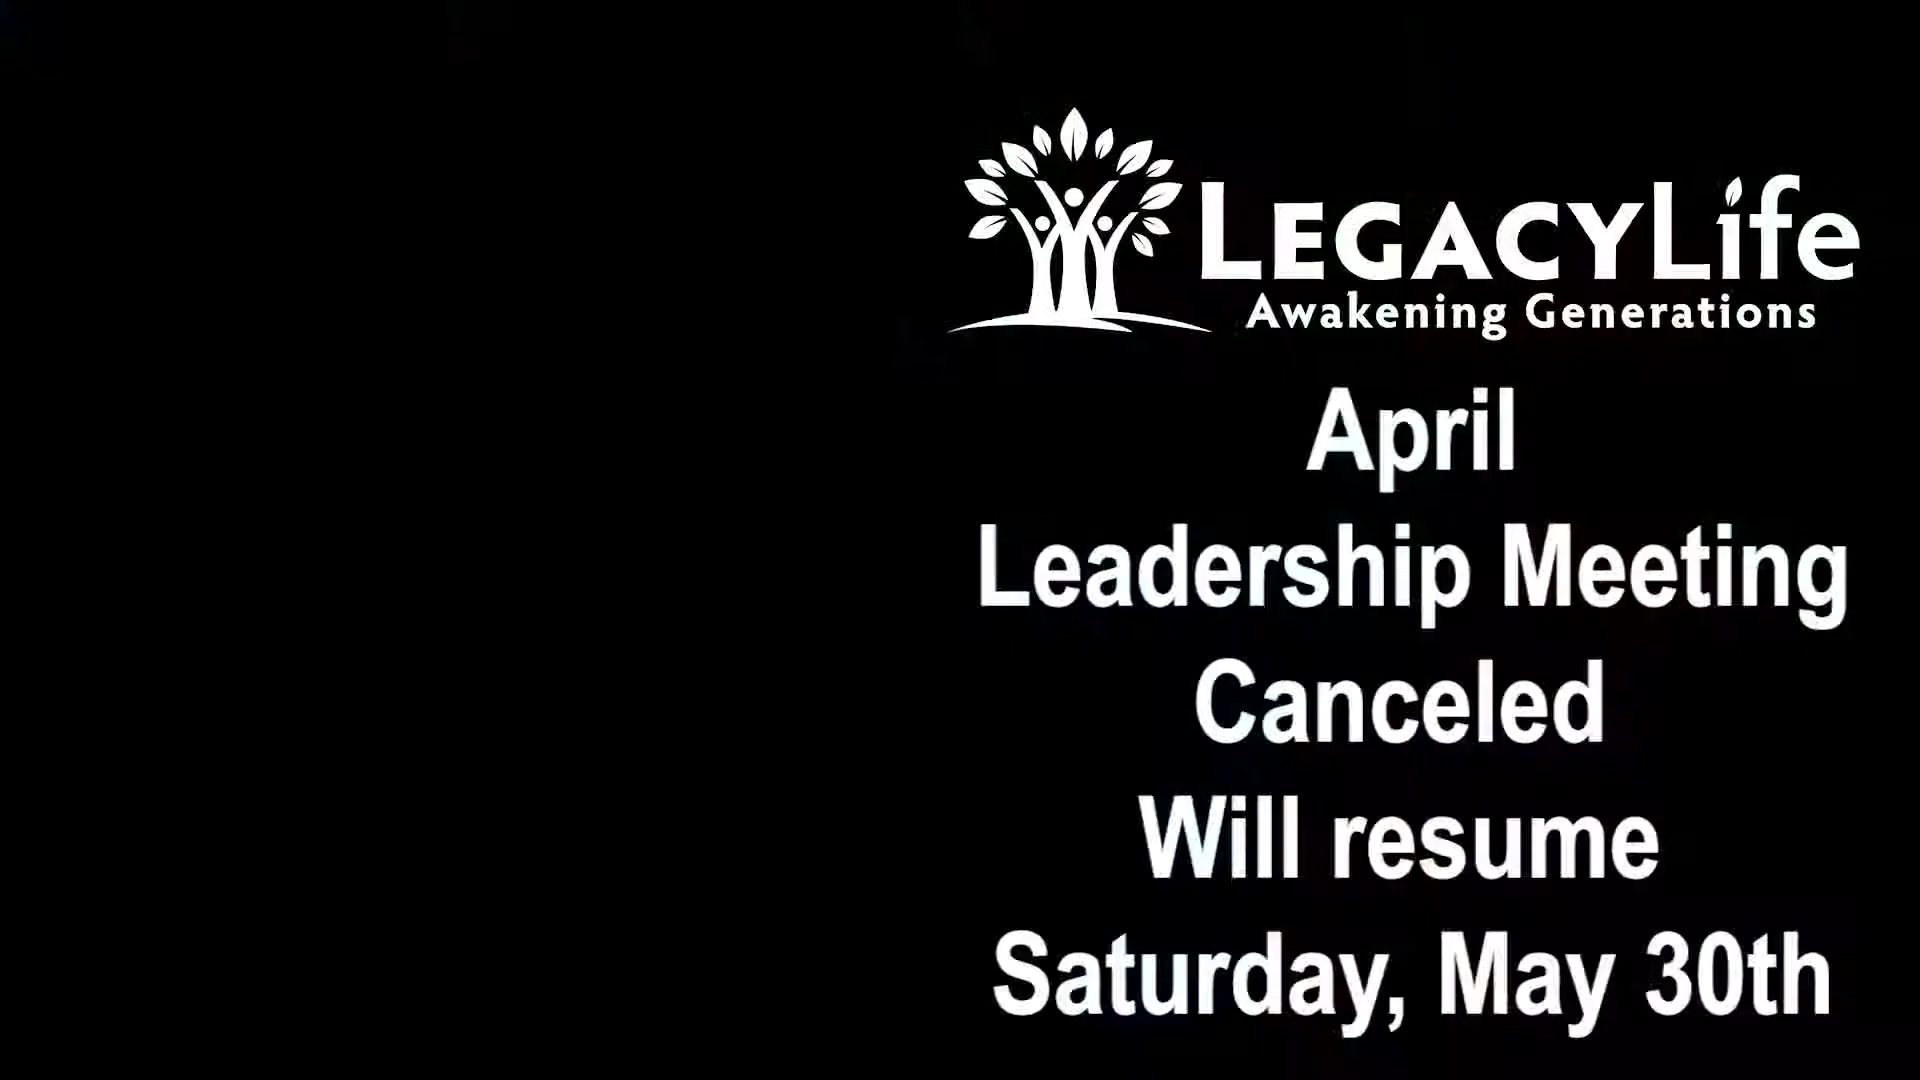 LEGACYLife
Awakening Generations
April
Leadership Meeting
Canceled
Will resume
Saturday, May 30th